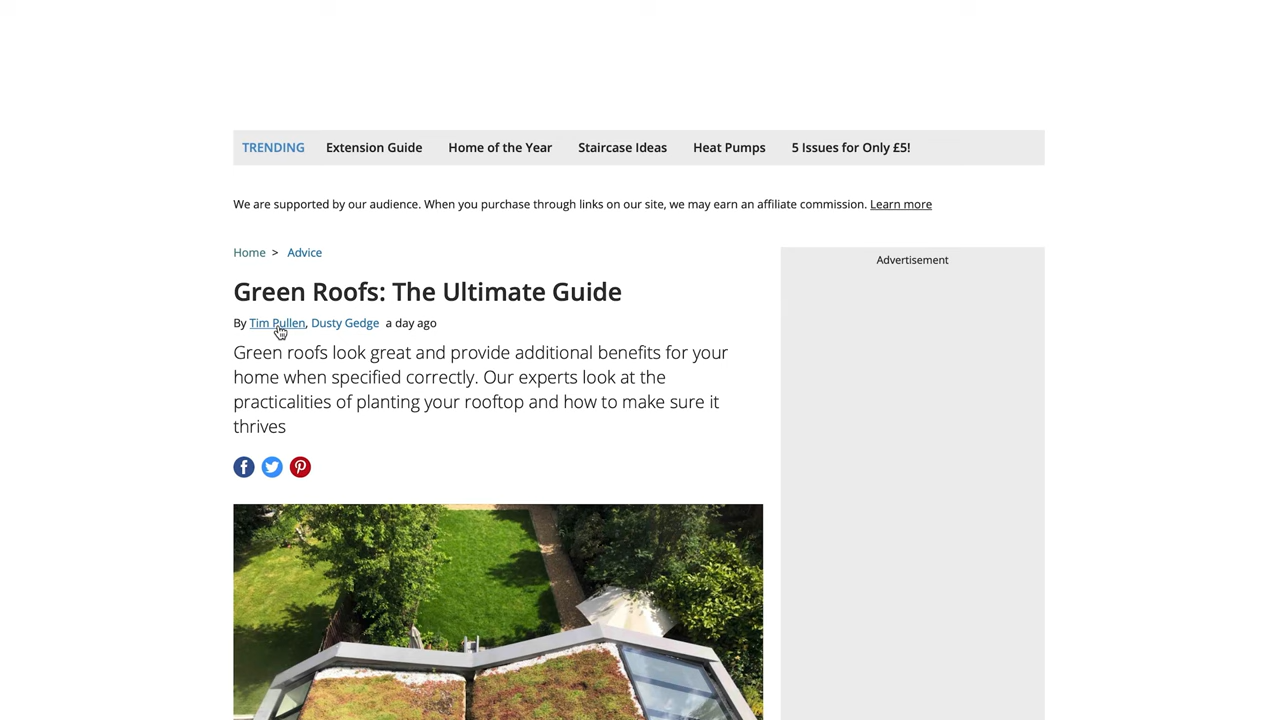 TRENDING Extension Guide Home of the Year Staircase Ideas Heat Pumps 5 Issues for Only £5!
We are supported by our audience. When you purchase through links on our site, we may earn an affiliate commission. Learn more
Home > Advice
Green Roofs: The Ultimate Guide
By Tim Pullen, Dusty Gedge a day ago
Green roofs look great and provide additional benefits for your
home when specified correctly. Our experts look at the
practicalities of planting your rooftop and how to make sure it
thrives
Advertisement